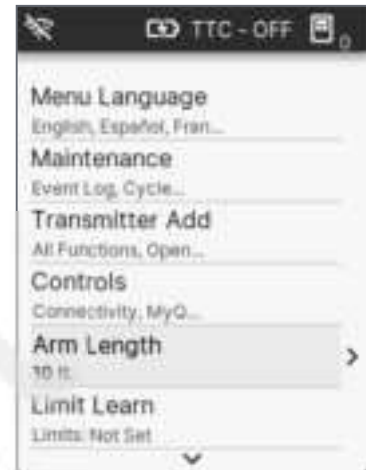 TTC - OFF
0
Menu Language
English, Español, Fran...
Maintenance
Event Log, Cycle...
Transmitter Add
All Functions, Open...
Controls
Connectivity, MyQ...
Arm Length
10 ft.
Limit Learn
Limits: Not Set